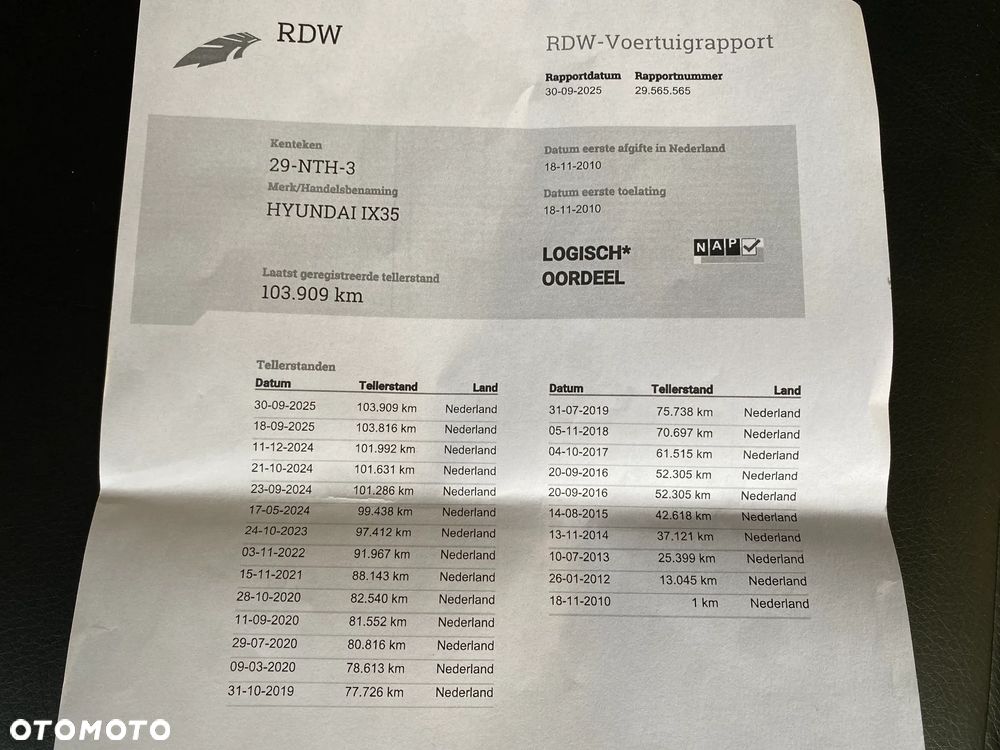 RDW
RDW-Voertuigrapport
Rapportdatum Rapportnummer
30-09-2025 29.565.565
Kenteken
29-NTH-3
Merk/Handelsbenaming
HYUNDAI IX35
Laatst geregistreerde tellerstand
103.909 km
Datum eerste afgifte in Nederland
18-11-2010
Datum eerste toelating
18-11-2010
LOGISCH*
OORDEEL
NAP
Tellerstanden
Datum Tellerstand Land
30-09-2025 103.909 km Nederland
18-09-2025 103.816 km Nederland
11-12-2024 101.992 km Nederland
21-10-2024 101.631 km Nederland
23-09-2024 101.286 km Nederland
17-05-2024 99.438 km Nederland
24-10-2023 97.412 km Nederland
03-11-2022 91.967 km Nederland
15-11-2021 88.143 km Nederland
28-10-2020 82.540 km Nederland
11-09-2020 81.552 km Nederland
29-07-2020 80.816 km Nederland
09-03-2020 78.613 km Nederland
31-10-2019 77.726 km Nederland
Datum Tellerstand Land
31-07-2019 75.738 km Nederland
05-11-2018 70.697 km Nederland
04-10-2017 61.515 km Nederland
20-09-2016 52.305 km Nederland
20-09-2016 52.305 km Nederland
14-08-2015 42.618 km Nederland
13-11-2014 37.121 km Nederland
10-07-2013 25.399 km Nederland
26-01-2012 13.045 km Nederland
18-11-2010 1 km Nederland
OTOMOTO